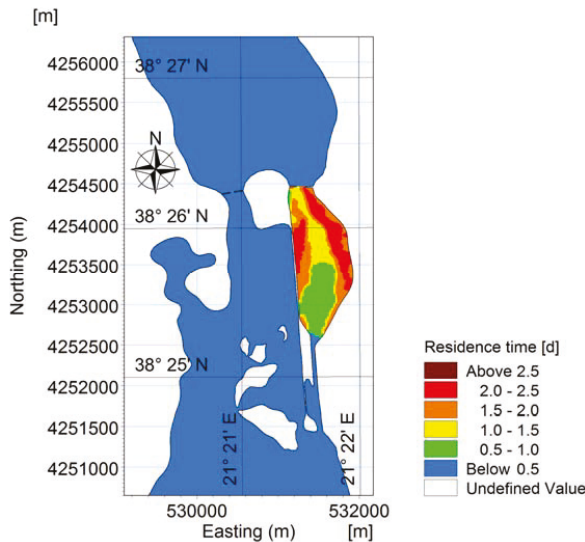 [m]
4256000
38° 27' N
4255500
4255000
N
4254500
4254000
38° 26' N
4253500
4253000
4252500
38° 25' N
4252000
4251500
4251000
Northing (m)
21° 21' E
21° 22' E
530000
532000
Easting (m)
[m]
Residence time [d]
Above 2.5
2.0 - 2.5
1.5 - 2.0
1.0 - 1.5
0.5 - 1.0
Below 0.5
Undefined Value